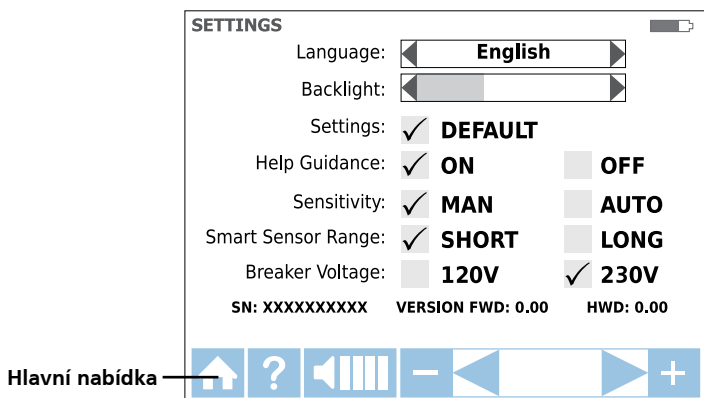 SETTINGS
Language: English
Backlight:
Settings: ✓ DEFAULT
Help Guidance: ✓ ON OFF
Sensitivity: ✓ MAN AUTO
Smart Sensor Range: ✓ SHORT LONG
Breaker Voltage: 120V ✓ 230V
SN: XXXXXXXXXX VERSION FWD: 0.00 HWD: 0.00
Hlavní nabídka ? − +